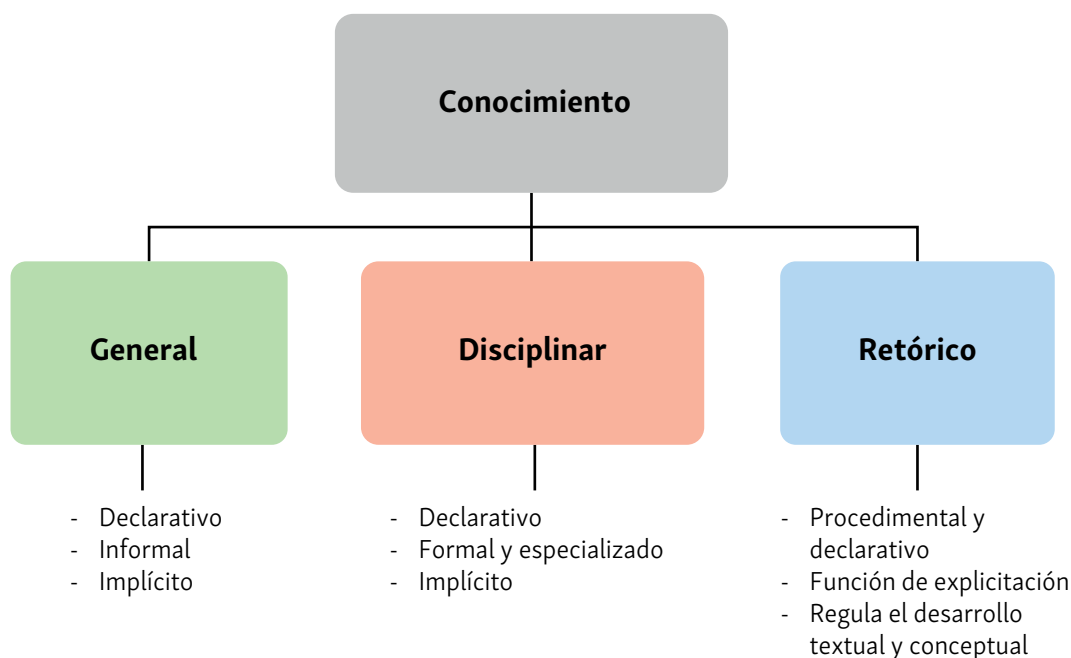 Conocimiento
General
Disciplinar
Retórico
- Declarativo
- Informal
- Implícito
- Declarativo
- Formal y especializado
- Implícito
- Procedimental y
declarativo
- Función de explicitación
- Regula el desarrollo
textual y conceptual